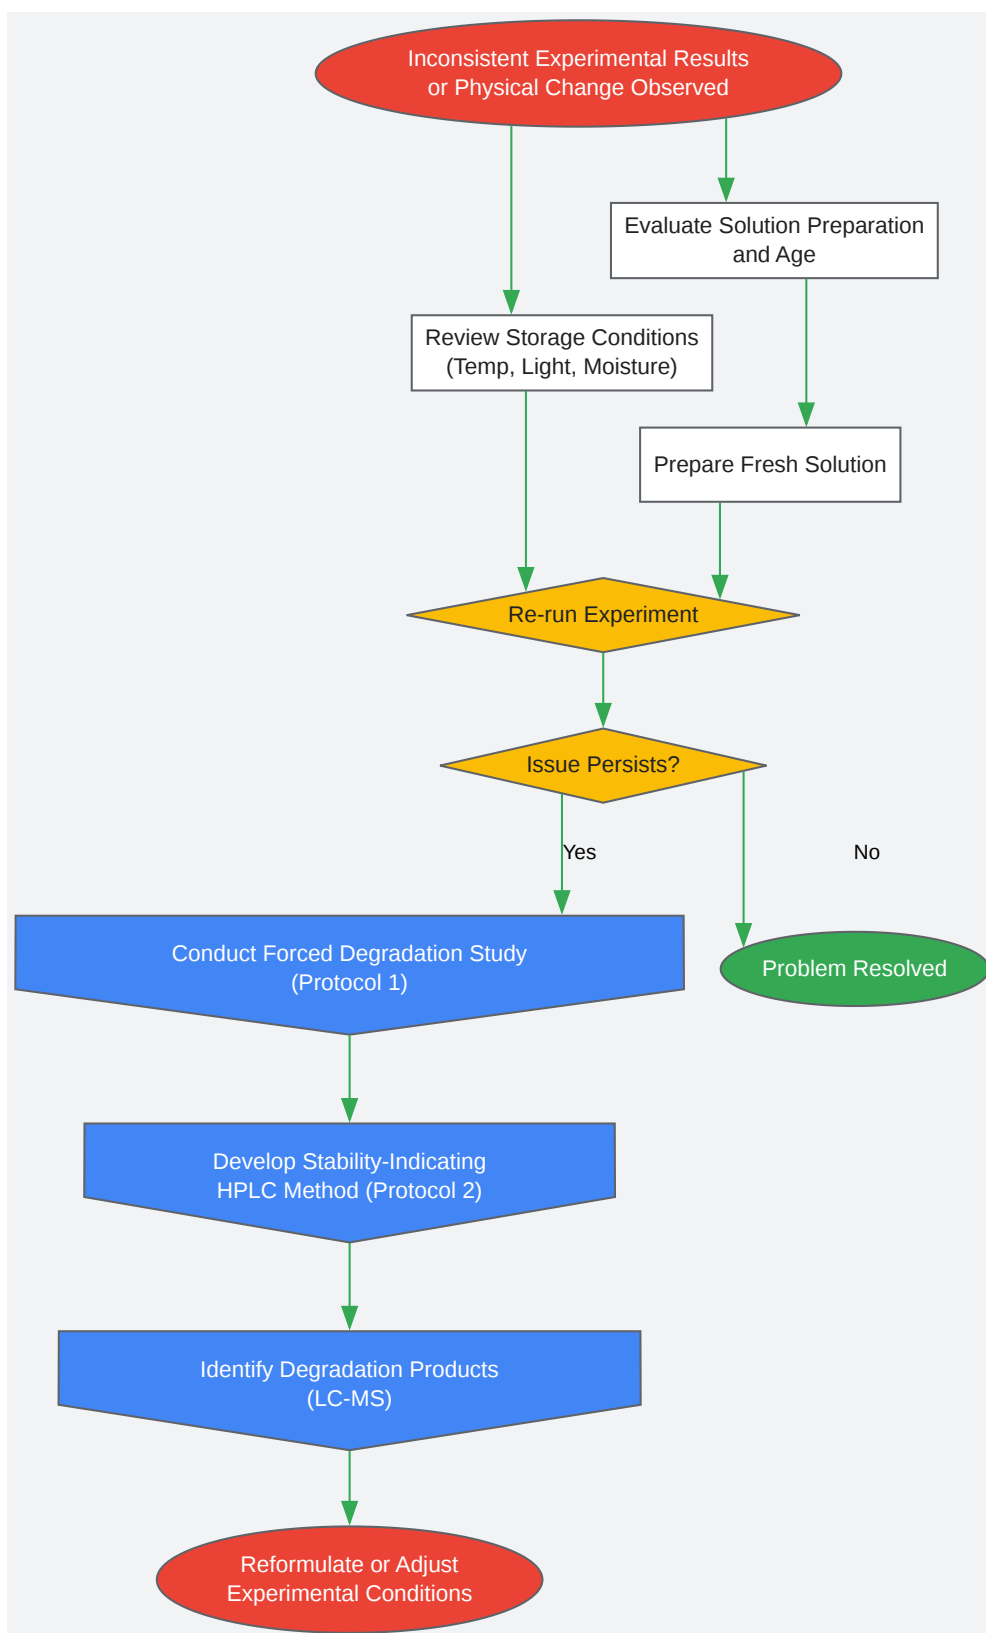 Inconsistent Experimental Results
or Physical Change Observed
Evaluate Solution Preparation
and Age
Review Storage Conditions
(Temp, Light, Moisture)
Prepare Fresh Solution
Re-run Experiment
Issue Persists?
Yes
No
Conduct Forced Degradation Study
(Protocol 1)
Problem Resolved
Develop Stability-Indicating
HPLC Method (Protocol 2)
Identify Degradation Products
(LC-MS)
Reformulate or Adjust
Experimental Conditions